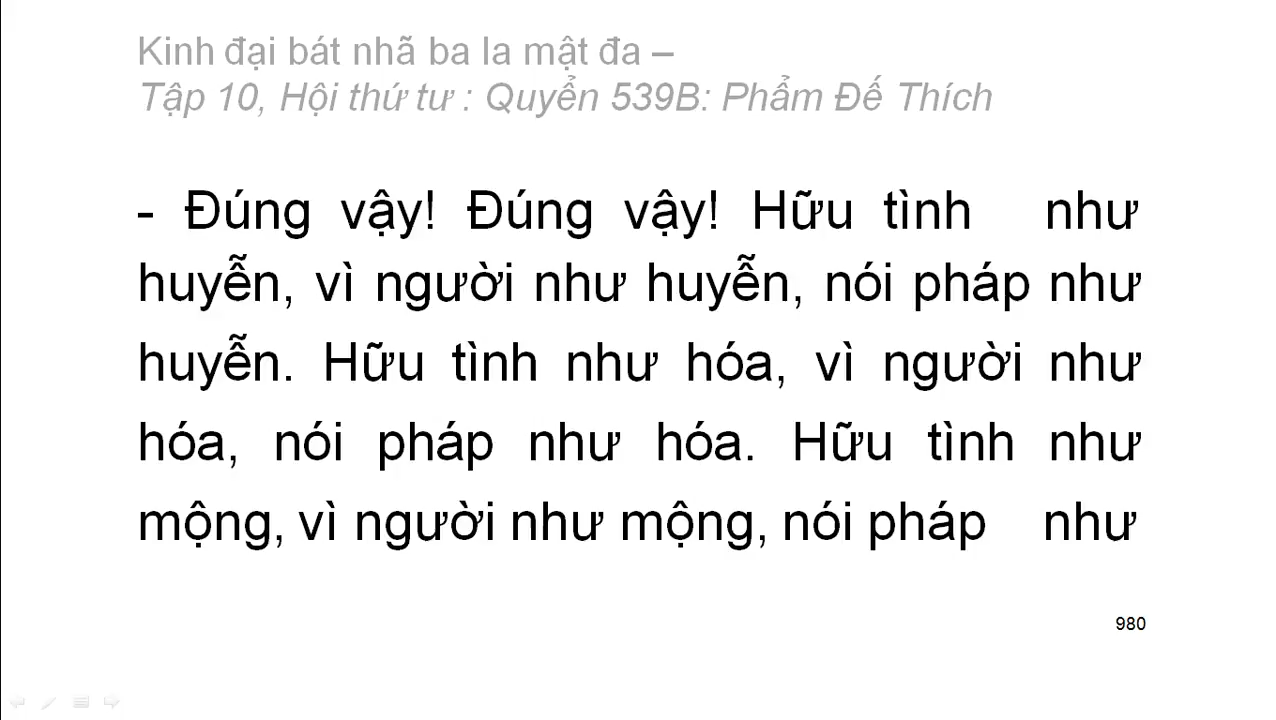 Kinh đại bát nhã ba la mật đa –
Tập 10, Hội thứ tư : Quyển 539B: Phẩm Đế Thích
- Đúng vậy! Đúng vậy! Hữu tình như
huyễn, vì người như huyễn, nói pháp như
huyễn. Hữu tình như hóa, vì người như
hóa, nói pháp như hóa. Hữu tình như
mộng, vì người như mộng, nói pháp như
980